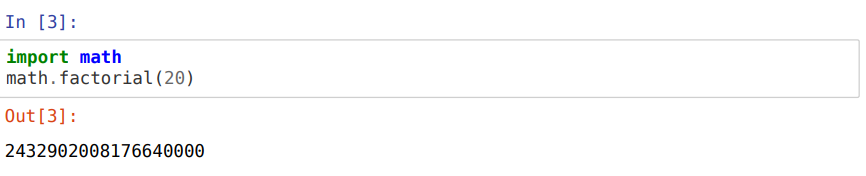 In [3]:
import math
math.factorial(20)
Out[3]:
2432902008176640000